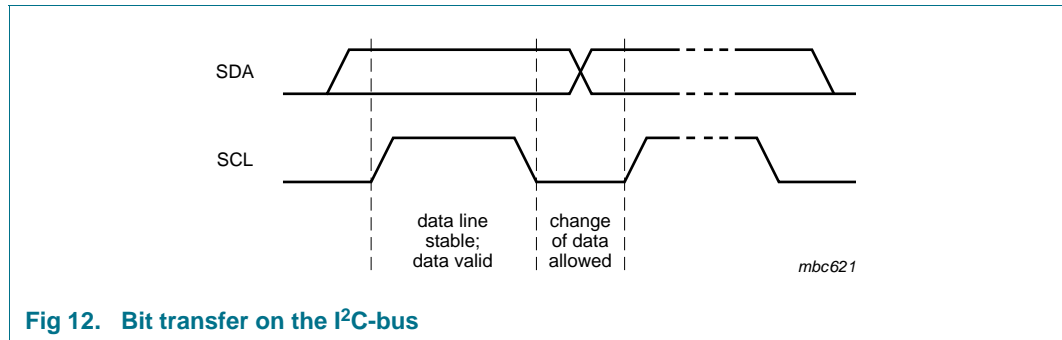 SDA
SCL
data line
stable;
data valid
change
of data
allowed
mbc621
Fig 12. Bit transfer on the I²C-bus